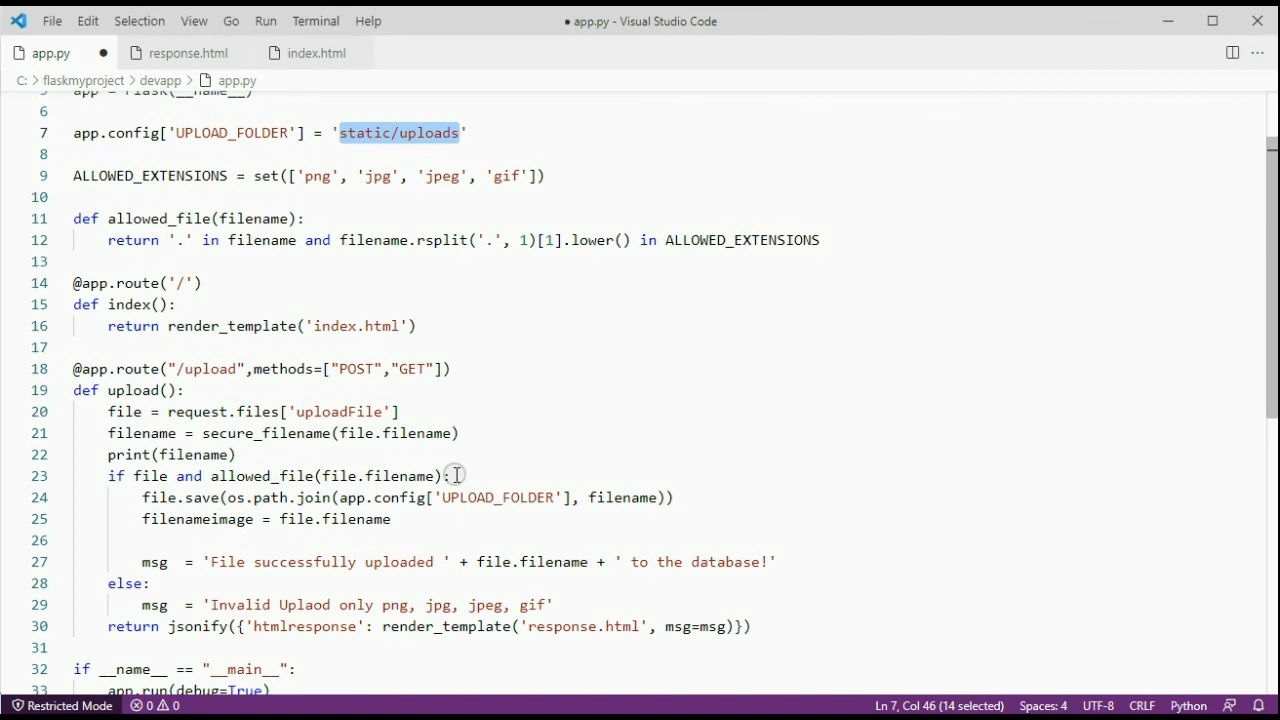 File Edit Selection View Go Run Terminal Help ● app.py - Visual Studio Code
app.py ● response.html index.html
C: > flaskmyproject > devapp > app.py
5 app = Flask(__name__)
6
7 app.config['UPLOAD_FOLDER'] = 'static/uploads'
8
9 ALLOWED_EXTENSIONS = set(['png', 'jpg', 'jpeg', 'gif'])
10
11 def allowed_file(filename):
12 return '.' in filename and filename.rsplit('.', 1)[1].lower() in ALLOWED_EXTENSIONS
13
14 @app.route('/')
15 def index():
16 return render_template('index.html')
17
18 @app.route("/upload",methods=["POST","GET"])
19 def upload():
20 file = request.files['uploadFile']
21 filename = secure_filename(file.filename)
22 print(filename)
23 if file and allowed_file(file.filename):
24 file.save(os.path.join(app.config['UPLOAD_FOLDER'], filename))
25 filenameimage = file.filename
26
27 msg  = 'File successfully uploaded ' + file.filename + ' to the database!'
28 else:
29 msg  = 'Invalid Uplaod only png, jpg, jpeg, gif'
30 return jsonify({'htmlresponse': render_template('response.html', msg=msg)})
31
32 if __name__ == "__main__":
33 app.run(debug=True)
Restricted Mode 0 0 Ln 7, Col 46 (14 selected) Spaces: 4 UTF-8 CRLF Python